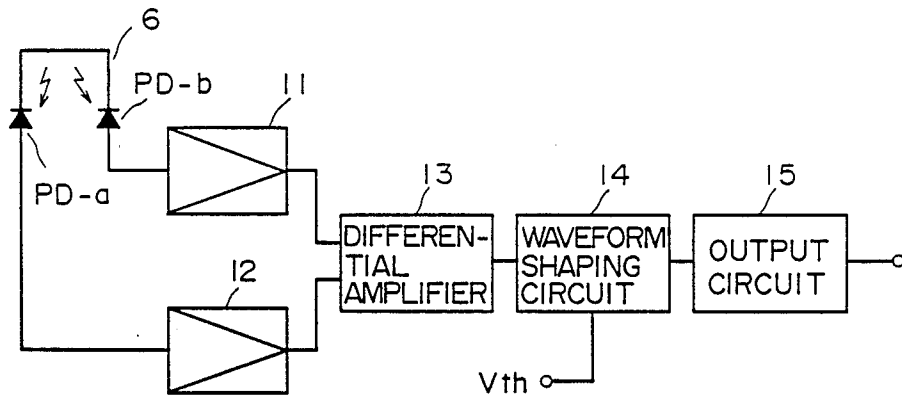 6
PD-b
PD-a
11
12
13
DIFFEREN-
TIAL
AMPLIFIER
14
WAVEFORM
SHAPING
CIRCUIT
15
OUTPUT
CIRCUIT
Vth